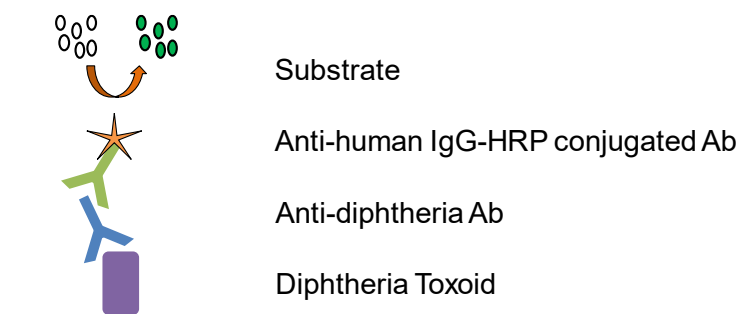 Substrate
Anti-human IgG-HRP conjugated Ab
Anti-diphtheria Ab
Diphtheria Toxoid